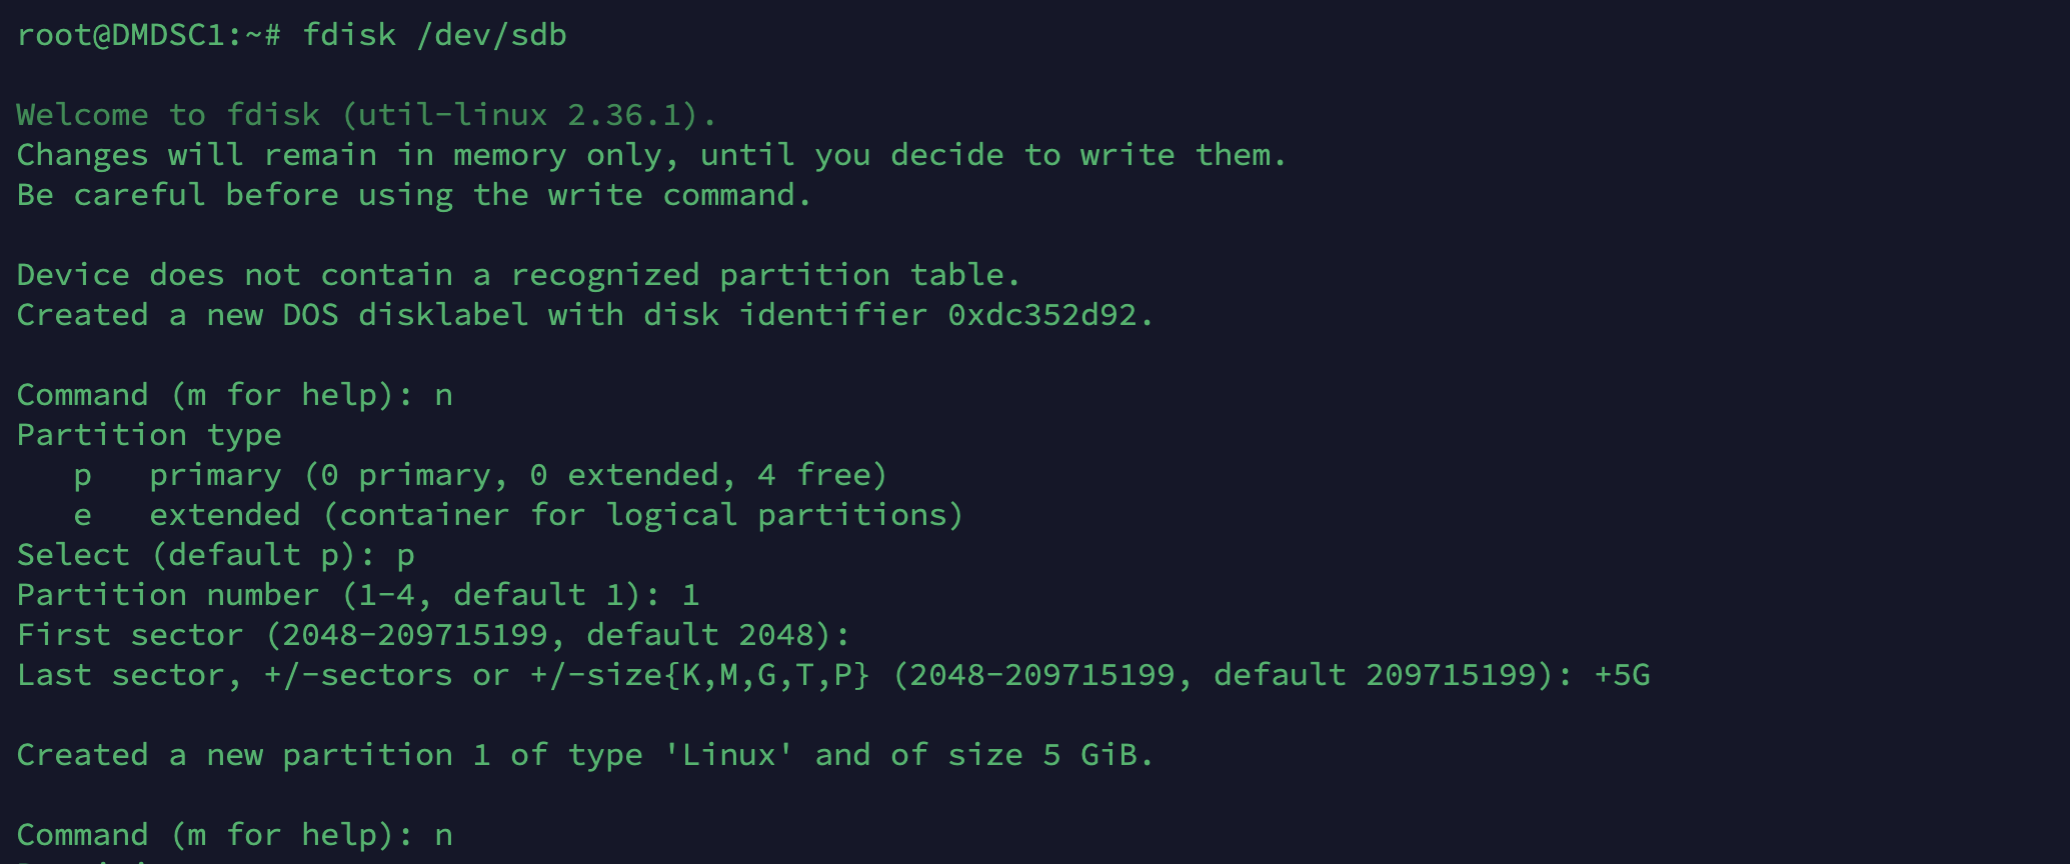 root@DMDSC1:~# fdisk /dev/sdb
Welcome to fdisk (util-linux 2.36.1).
Changes will remain in memory only, until you decide to write them.
Be careful before using the write command.
Device does not contain a recognized partition table.
Created a new DOS disklabel with disk identifier 0xdc352d92.
Command (m for help): n
Partition type
   p   primary (0 primary, 0 extended, 4 free)
   e   extended (container for logical partitions)
Select (default p): p
Partition number (1-4, default 1): 1
First sector (2048-209715199, default 2048):
Last sector, +/-sectors or +/-size{K,M,G,T,P} (2048-209715199, default 209715199): +5G
Created a new partition 1 of type 'Linux' and of size 5 GiB.
Command (m for help): n